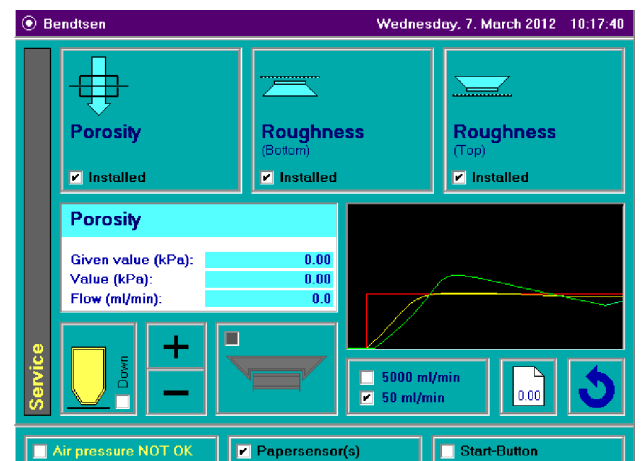 Bendtsen
Wednesday, 7. March 2012 10:17:40
Porosity
Installed
Roughness
(Bottom)
Installed
Roughness
(Top)
Installed
Service
Porosity
Given value (kPa): 0.00
Value (kPa): 0.00
Flow (ml/min): 0.0
Down
+
−
5000 ml/min
50 ml/min
0.00
Air pressure NOT OK
Papersensor(s)
Start-Button